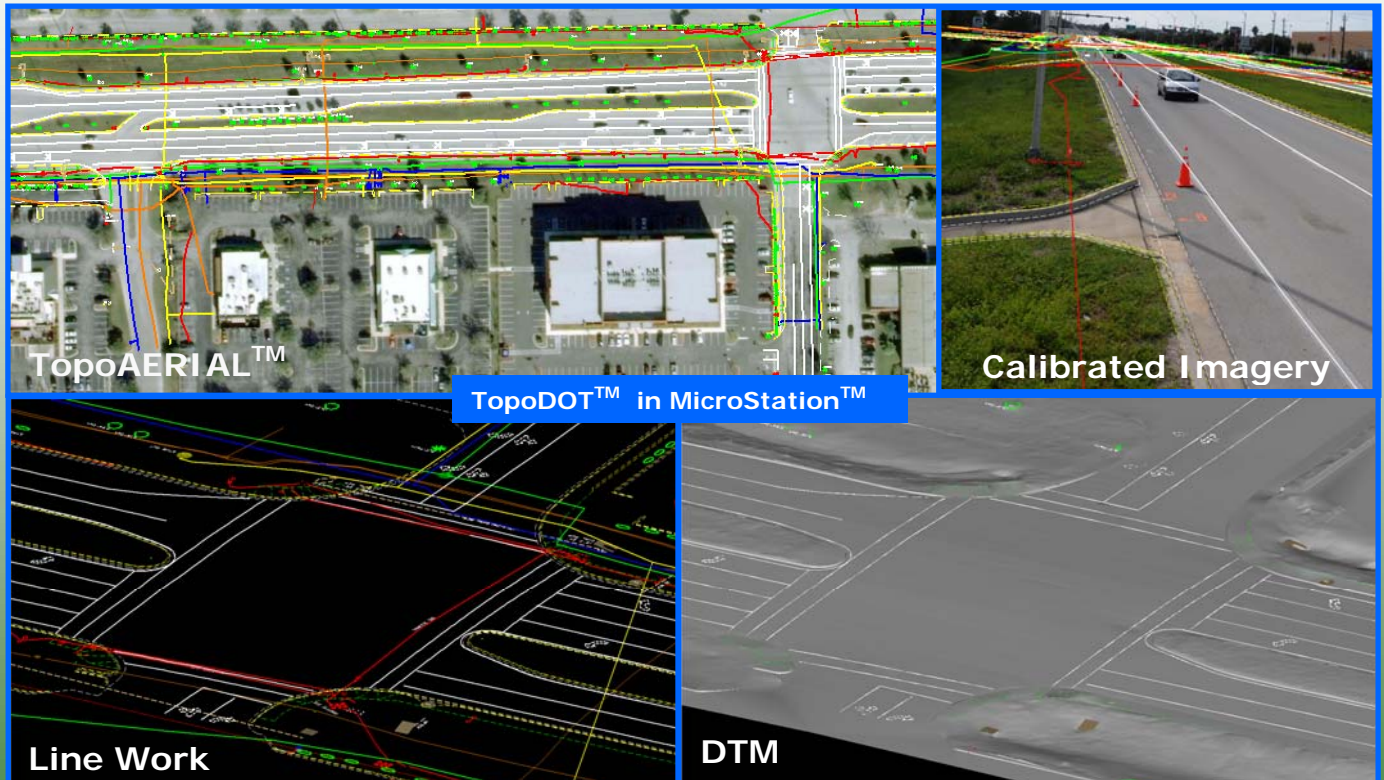 TopoAERIAL™
Calibrated Imagery
TopoDOT™ in MicroStation™
Line Work
DTM